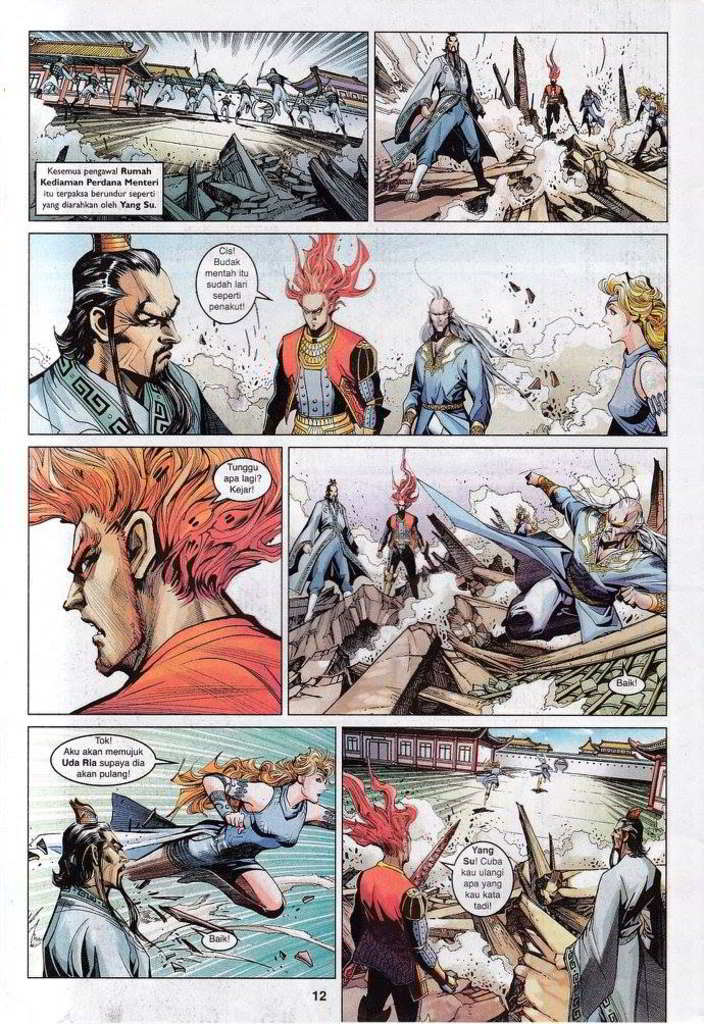 Kesemua pengawal Rumah
Kediaman Perdana Menteri
itu terpaksa berundur seperti
yang diarahkan oleh Yang Su.
Cis!
Budak
mentah itu
sudah lari
seperti
penakut!
Tunggu
apa lagi?
Kejar!
Baik!
Tok!
Aku akan memujuk
Uda Ria supaya dia
akan pulang!
Baik!
Yang
Su! Cuba
kau ulangi
apa yang
kau kata
tadi!
12